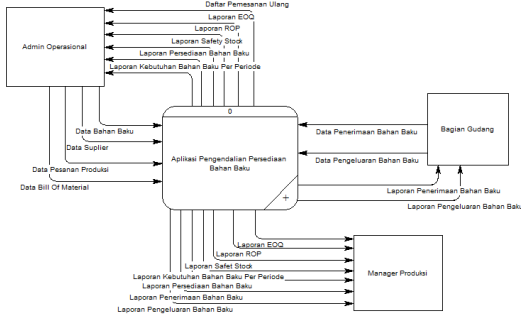 Daftar Pemesanan Ulang
Laporan EOQ
Laporan ROP
Laporan Safety Stock
Laporan Persediaan Bahan Baku
Laporan Kebutuhan Bahan Baku Per Periode
Admin Operasional
0
Aplikasi Pengendalian Persediaan
Bahan Baku
+
Data Bahan Baku
Data Suplier
Data Pesanan Produksi
Data Bill Of Material
Data Penerimaan Bahan Baku
Data Pengeluaran Bahan Baku
Bagian Gudang
Laporan Penerimaan Bahan Baku
Laporan Pengeluaran Bahan Baku
Laporan EOQ
Laporan ROP
Laporan Safet Stock
Laporan Kebutuhan Bahan Baku Per Periode
Laporan Persediaan Bahan Baku
Laporan Penerimaan Bahan Baku
Laporan Pengeluaran Bahan Baku
Manager Produksi